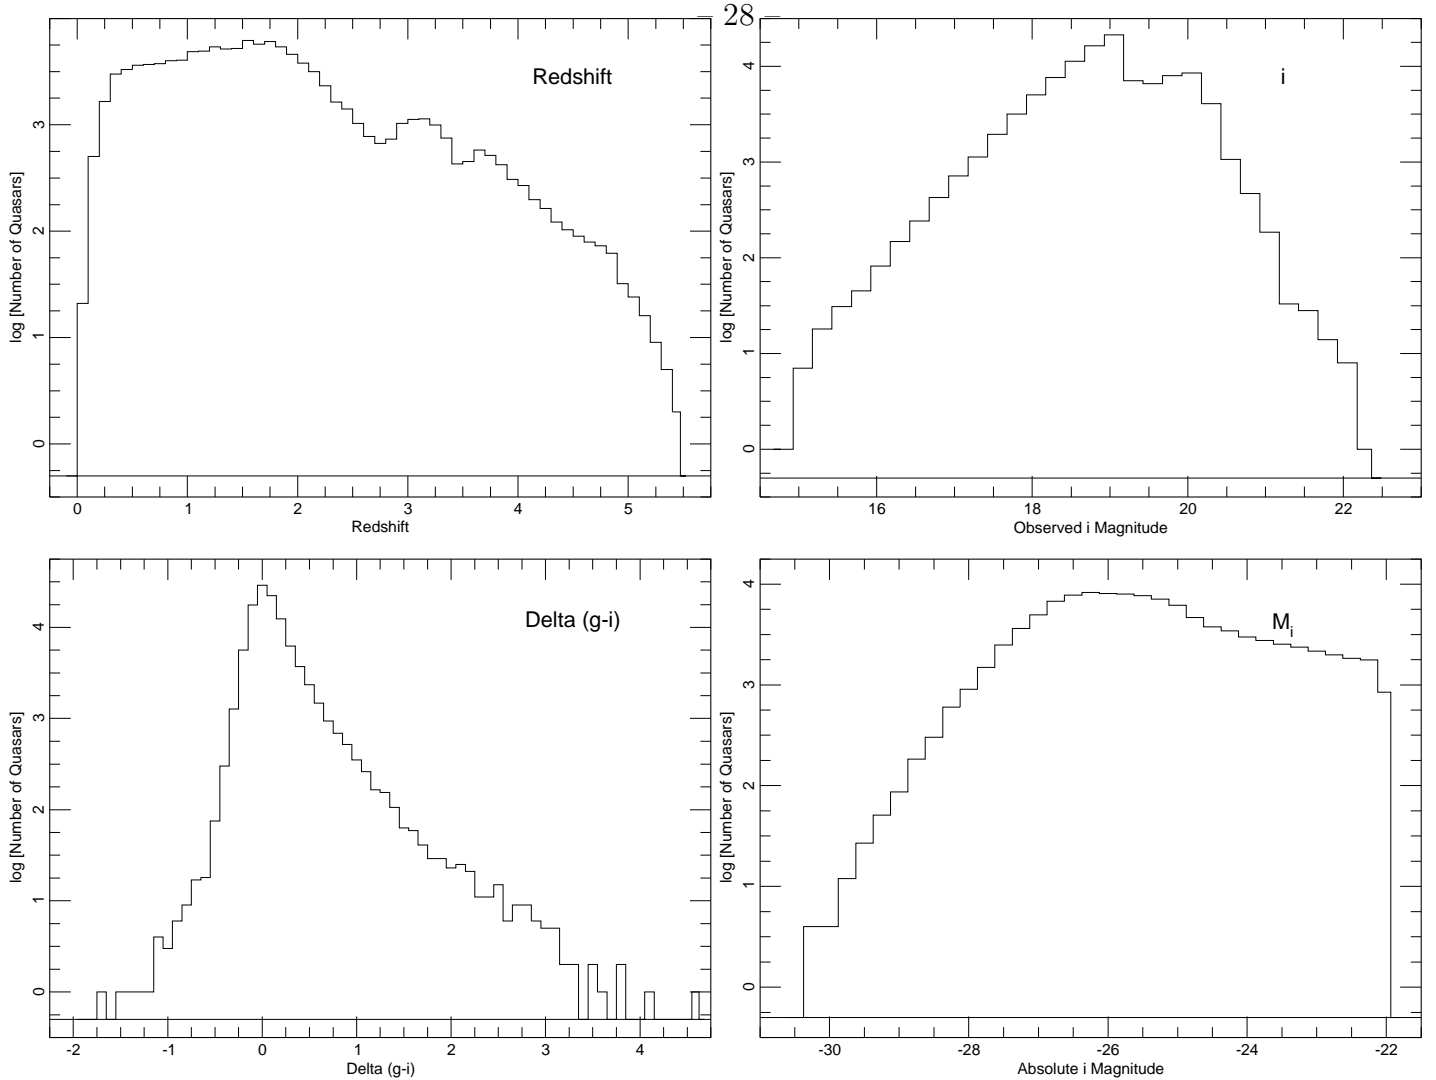 – 28 –
Redshift
log [Number of Quasars]
3
2
1
0
0 1 2 3 4 5
Redshift
i
log [Number of Quasars]
4
3
2
1
0
16 18 20 22
Observed i Magnitude
Delta (g-i)
log [Number of Quasars]
4
3
2
1
0
-2 -1 0 1 2 3 4
Delta (g-i)
Mi
log [Number of Quasars]
4
3
2
1
0
-30 -28 -26 -24 -22
Absolute i Magnitude